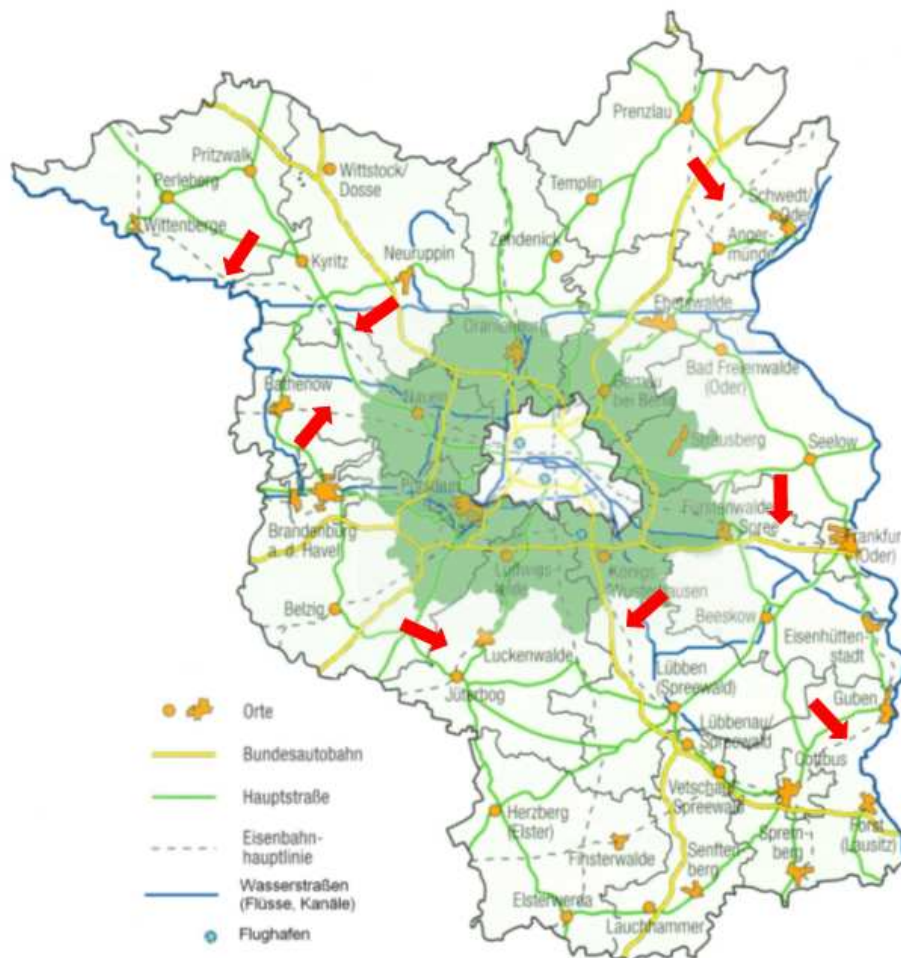 Prenzlau
Pritzwalk
Wittstock/
Dosse
Perleberg
Templin
Schwedt/
Oder
Wittenberge
Anger-
münde
Zehdenick
Kyritz
Neuruppin
Eberswalde
Oranienburg
Bad Freienwalde
(Oder)
Rathenow
Bernau
bei Berlin
Nauen
Strausberg
Seelow
Potsdam
Fürstenwalde/
Spree
Brandenburg
a. d. Havel
Frankfurt
(Oder)
Ludwigs-
felde
Königs
Wusterhausen
Belzig
Beeskow
Eisenhütten-
stadt
Luckenwalde
Lübben
(Spreewald)
Jüterbog
Guben
Lübbenau/
Spreewald
Cottbus
Vetschau/
Spreewald
Herzberg
(Elster)
Forst
(Lausitz)
Sprem-
berg
Finsterwalde
Senften
berg
Elsterwerda
Lauchhammer
Orte
Bundesautobahn
Hauptstraße
Eisenbahn-
hauptlinie
Wasserstraßen
(Flüsse, Kanäle)
Flughafen